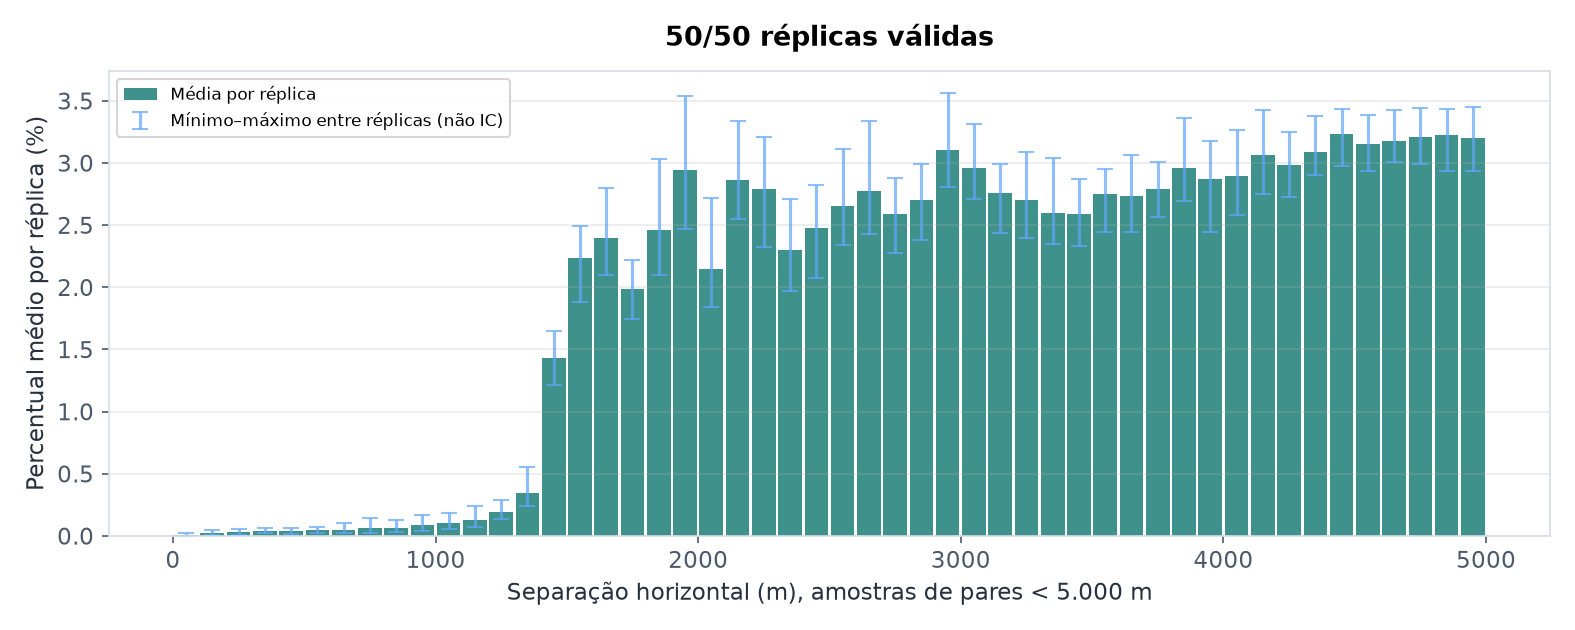 50/50 réplicas válidas
Média por réplica
Mínimo–máximo entre réplicas (não IC)
Percentual médio por réplica (%)
3.5
3.0
2.5
2.0
1.5
1.0
0.5
0.0
0 1000 2000 3000 4000 5000
Separação horizontal (m), amostras de pares < 5.000 m